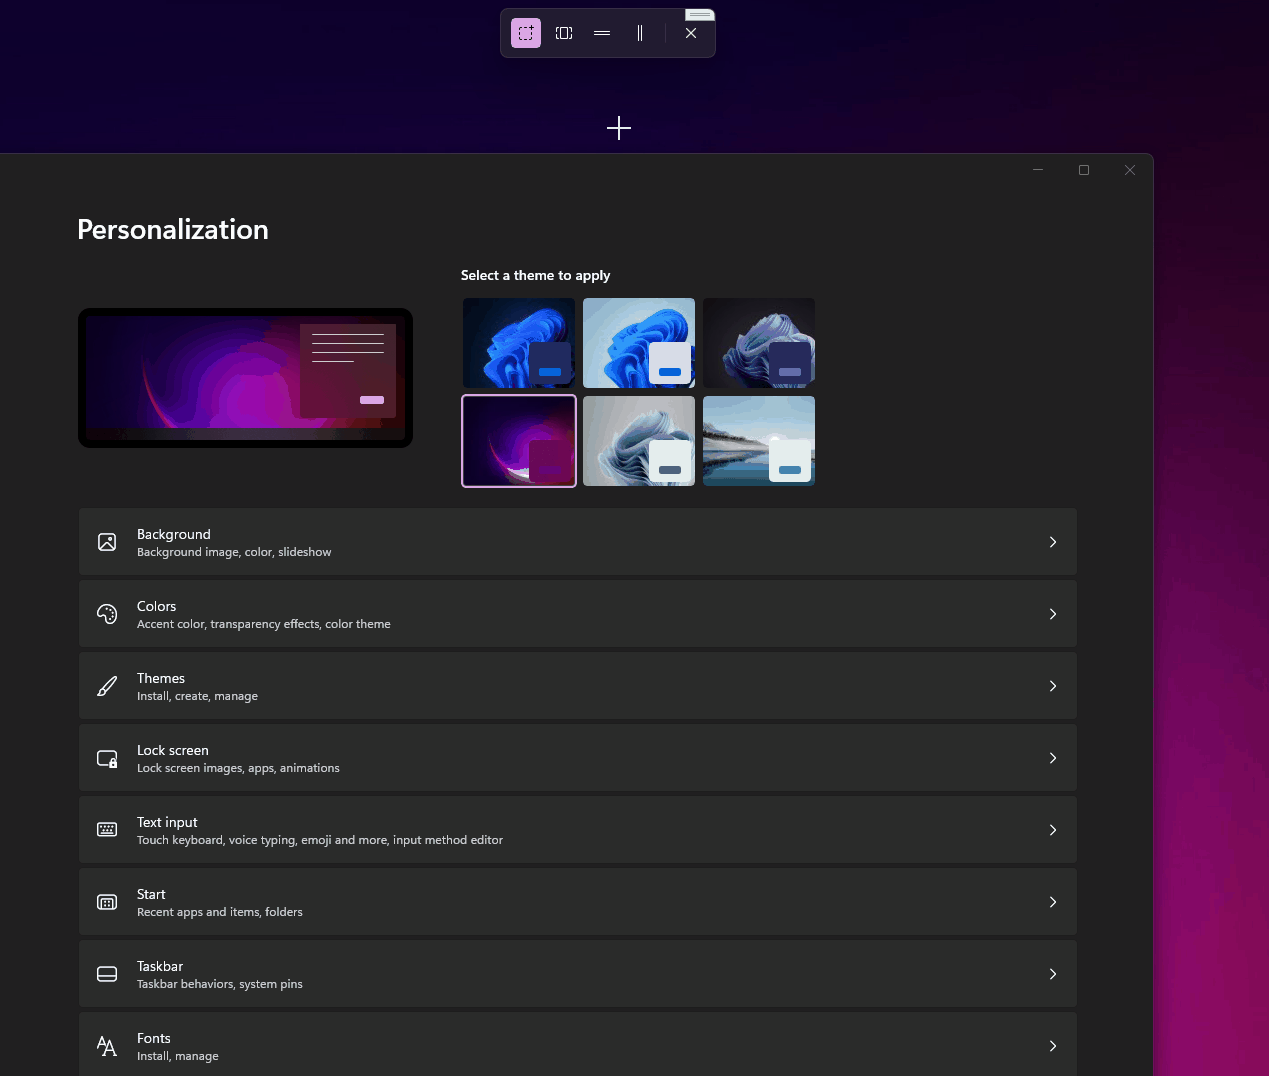 Personalization
Select a theme to apply
Background
Background image, color, slideshow
Colors
Accent color, transparency effects, color theme
Themes
Install, create, manage
Lock screen
Lock screen images, apps, animations
Text input
Touch keyboard, voice typing, emoji and more, input method editor
Start
Recent apps and items, folders
Taskbar
Taskbar behaviors, system pins
Fonts
Install, manage